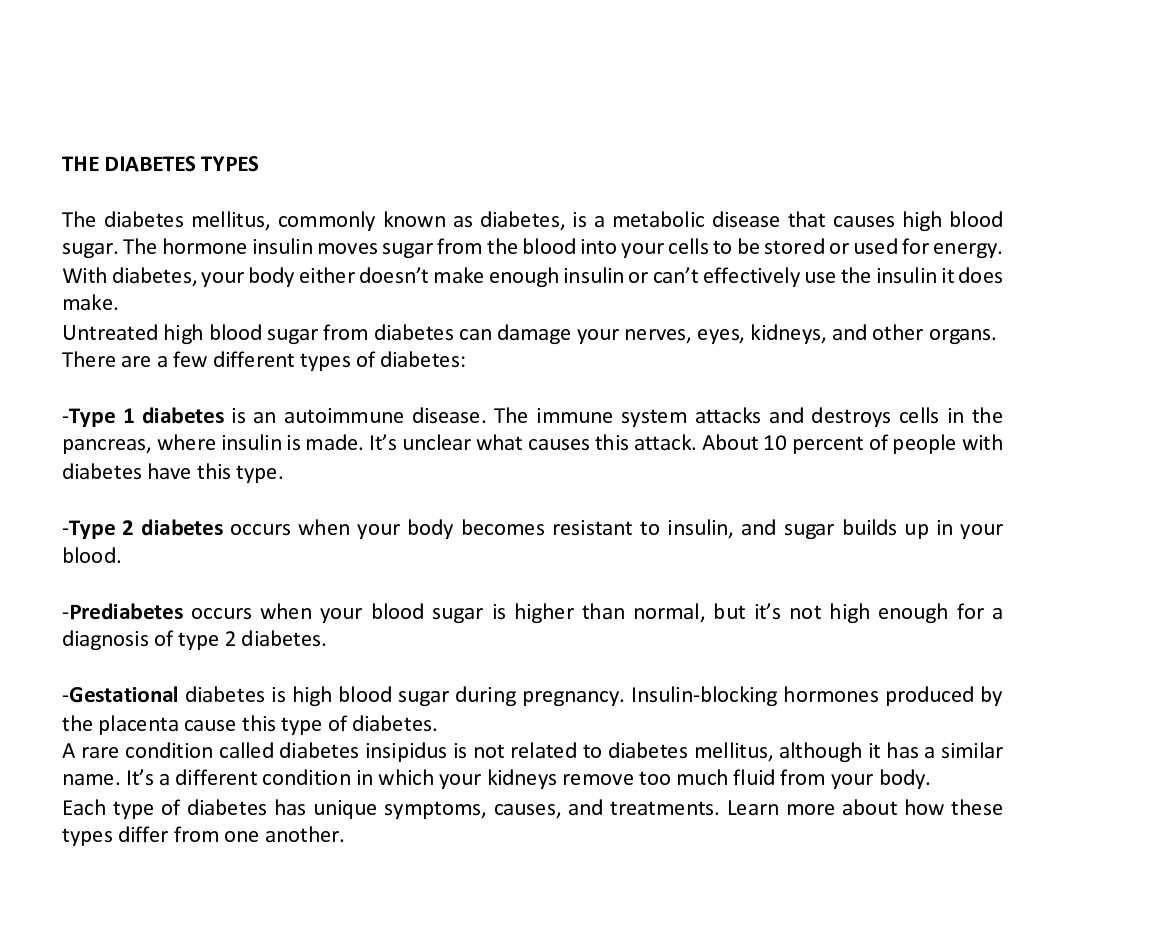 THE DIABETES TYPES
The diabetes mellitus, commonly known as diabetes, is a metabolic disease that causes high blood
sugar. The hormone insulin moves sugar from the blood into your cells to be stored or used for energy.
With diabetes, your body either doesn’t make enough insulin or can’t effectively use the insulin it does
make.
Untreated high blood sugar from diabetes can damage your nerves, eyes, kidneys, and other organs.
There are a few different types of diabetes:
-Type 1 diabetes is an autoimmune disease. The immune system attacks and destroys cells in the
pancreas, where insulin is made. It’s unclear what causes this attack. About 10 percent of people with
diabetes have this type.
-Type 2 diabetes occurs when your body becomes resistant to insulin, and sugar builds up in your
blood.
-Prediabetes occurs when your blood sugar is higher than normal, but it’s not high enough for a
diagnosis of type 2 diabetes.
-Gestational diabetes is high blood sugar during pregnancy. Insulin-blocking hormones produced by
the placenta cause this type of diabetes.
A rare condition called diabetes insipidus is not related to diabetes mellitus, although it has a similar
name. It’s a different condition in which your kidneys remove too much fluid from your body.
Each type of diabetes has unique symptoms, causes, and treatments. Learn more about how these
types differ from one another.